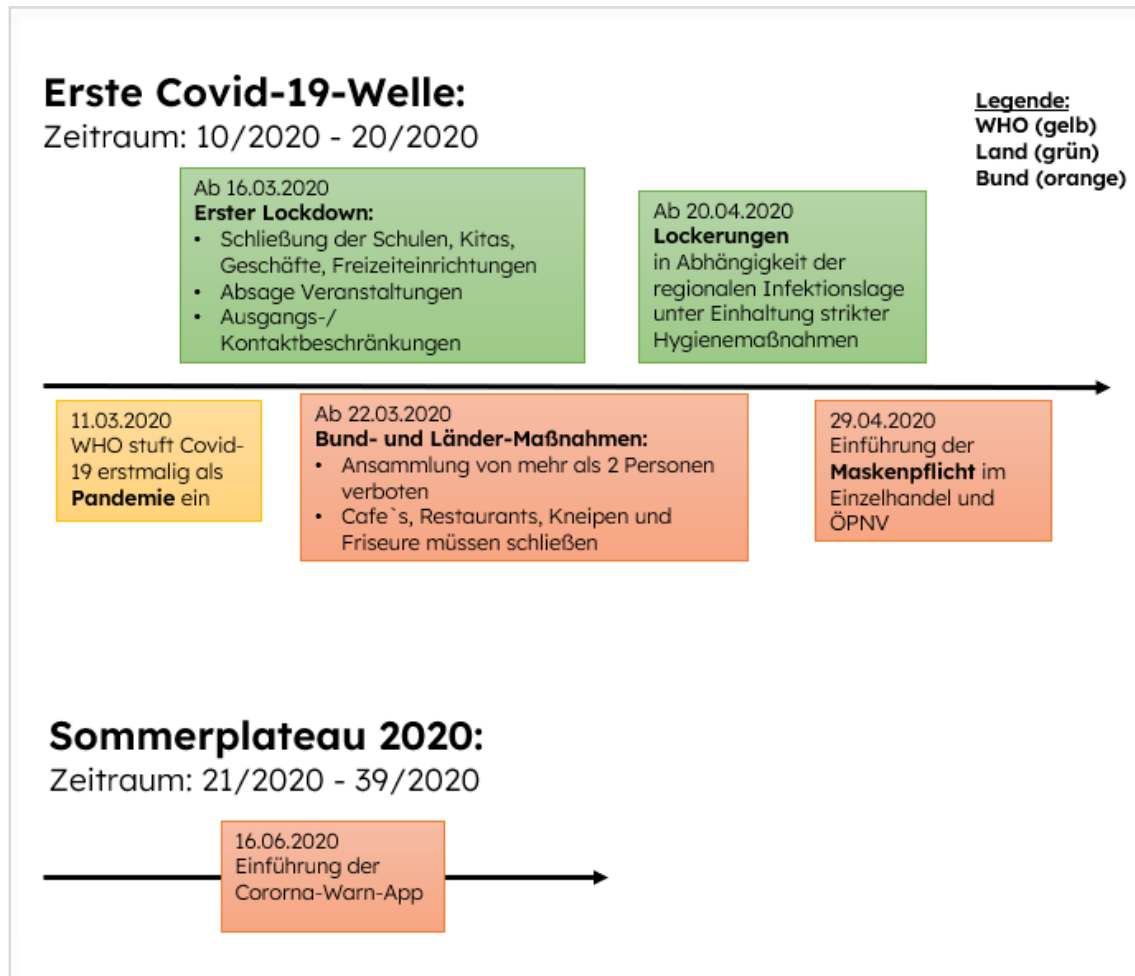 Erste Covid-19-Welle:
Zeitraum: 10/2020 - 20/2020
Legende:
WHO (gelb)
Land (grün)
Bund (orange)
Ab 16.03.2020
Erster Lockdown:
• Schließung der Schulen, Kitas,
Geschäfte, Freizeiteinrichtungen
• Absage Veranstaltungen
• Ausgangs-/
Kontaktbeschränkungen
Ab 20.04.2020
Lockerungen
in Abhängigkeit der
regionalen Infektionslage
unter Einhaltung strikter
Hygienemaßnahmen
11.03.2020
WHO stuft Covid-
19 erstmalig als
Pandemie ein
Ab 22.03.2020
Bund- und Länder-Maßnahmen:
• Ansammlung von mehr als 2 Personen
verboten
• Cafe`s, Restaurants, Kneipen und
Friseure müssen schließen
29.04.2020
Einführung der
Maskenpflicht im
Einzelhandel und
ÖPNV
Sommerplateau 2020:
Zeitraum: 21/2020 - 39/2020
16.06.2020
Einführung der
Cororna-Warn-App